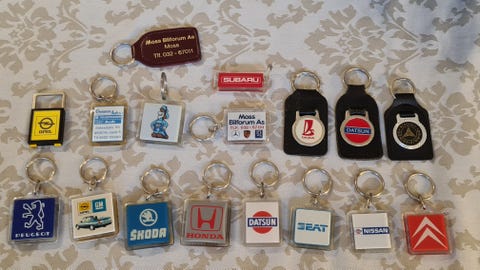 Moss Bilforum As
Moss
Tlf. 032 - 67011
SUBARU
OPEL
Moss
Bilforum As
DATSUN
PEUGEOT
OPEL
GM
ŠKODA
HONDA
DATSUN
SEAT
NISSAN